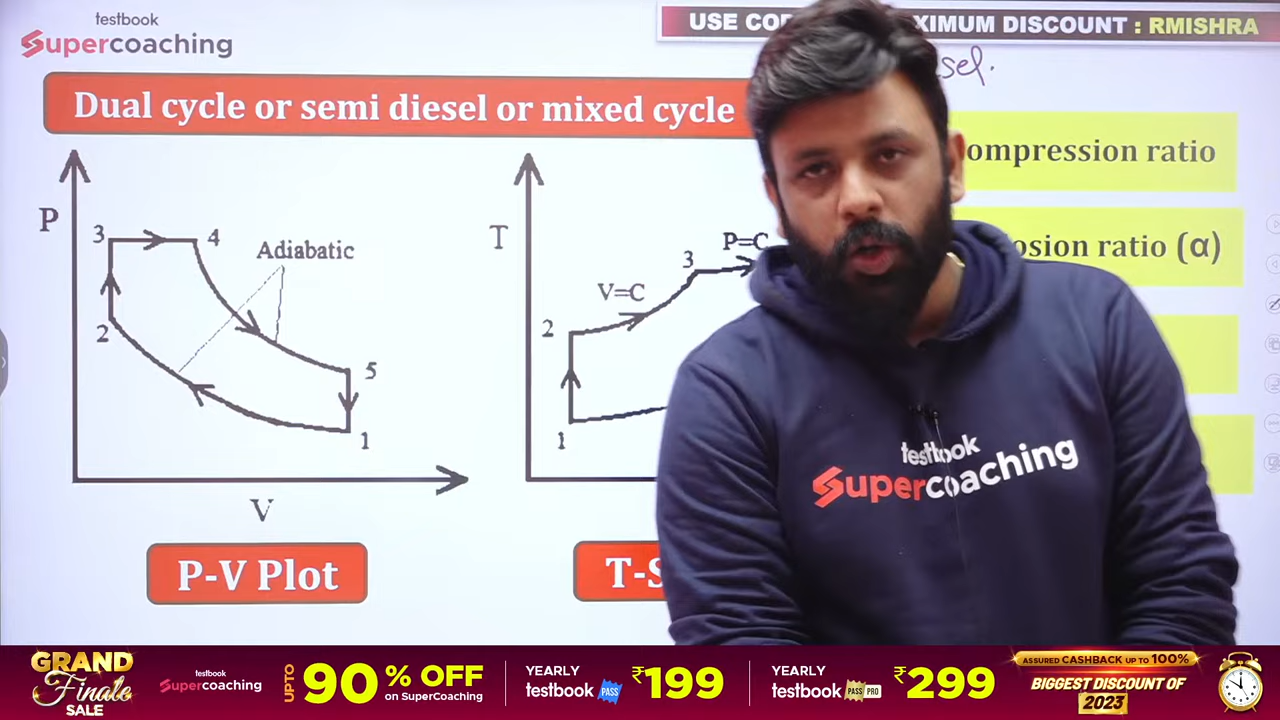 testbook
Supercoaching
USE CO XIMUM DISCOUNT : RMISHRA
sel.
Dual cycle or semi diesel or mixed cycle
ompression ratio
osion ratio (α)
P
3
4
Adiabatic
2
5
1
V
P-V Plot
T
P=C
3
V=C
2
1
T-S
testbook
Supercoaching
GRAND
Finale
SALE
testbook
Supercoaching
UPTO 90% OFF
on SuperCoaching
YEARLY
testbook PASS
₹199
YEARLY
testbook PASS PRO
₹299
ASSURED CASHBACK UP TO 100%
BIGGEST DISCOUNT OF
2023